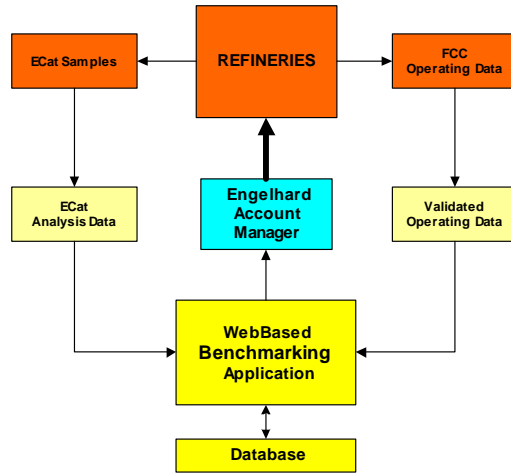 ECat Samples
REFINERIES
FCC
Operating Data
ECat
Analysis Data
Engelhard
Account
Manager
Validated
Operating Data
WebBased
Benchmarking
Application
Database